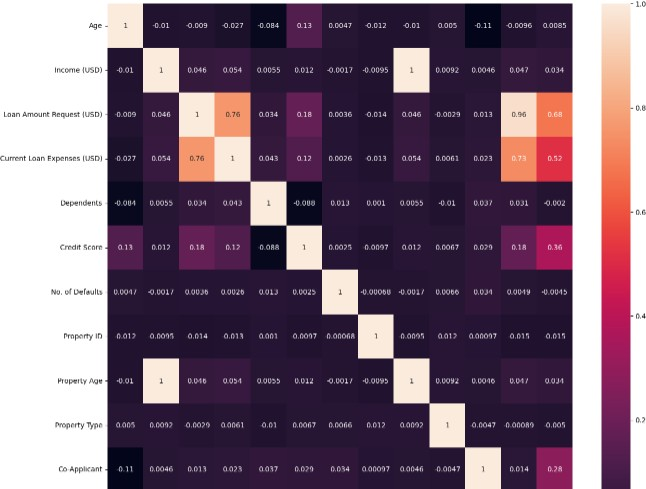 Age 1 -0.01 -0.009 -0.027 -0.084 0.13 0.0047 -0.012 -0.01 0.005 -0.11 -0.0096 0.0085
Income (USD) -0.01 1 0.046 0.054 0.0055 0.012 -0.0017 -0.0095 1 0.0092 0.0046 0.047 0.034
Loan Amount Request (USD) -0.009 0.046 1 0.76 0.034 0.18 0.0036 -0.014 0.046 -0.0029 0.013 0.96 0.68
Current Loan Expenses (USD) -0.027 0.054 0.76 1 0.043 0.12 0.0026 -0.013 0.054 0.0061 0.023 0.73 0.52
Dependents -0.084 0.0055 0.034 0.043 1 -0.088 0.013 0.001 0.0055 -0.01 0.037 0.031 -0.002
Credit Score 0.13 0.012 0.18 0.12 -0.088 1 0.0025 -0.0097 0.012 0.0067 0.029 0.18 0.36
No. of Defaults 0.0047 -0.0017 0.0036 0.0026 0.013 0.0025 1 -0.00068 -0.0017 0.0066 0.034 0.0049 -0.0045
Property ID -0.012 -0.0095 -0.014 -0.013 0.001 -0.0097 0.00068 1 -0.0095 0.012 0.00097 -0.015 -0.015
Property Age -0.01 1 0.046 0.054 0.0055 0.012 -0.0017 -0.0095 1 0.0092 0.0046 0.047 0.034
Property Type 0.005 0.0092 -0.0029 0.0061 -0.01 0.0067 0.0066 0.012 0.0092 1 -0.0047 -0.00089 -0.005
Co-Applicant -0.11 0.0046 0.013 0.023 0.037 0.029 0.034 0.00097 0.0046 -0.0047 1 0.014 0.28
1.0
0.8
0.6
0.4
0.2